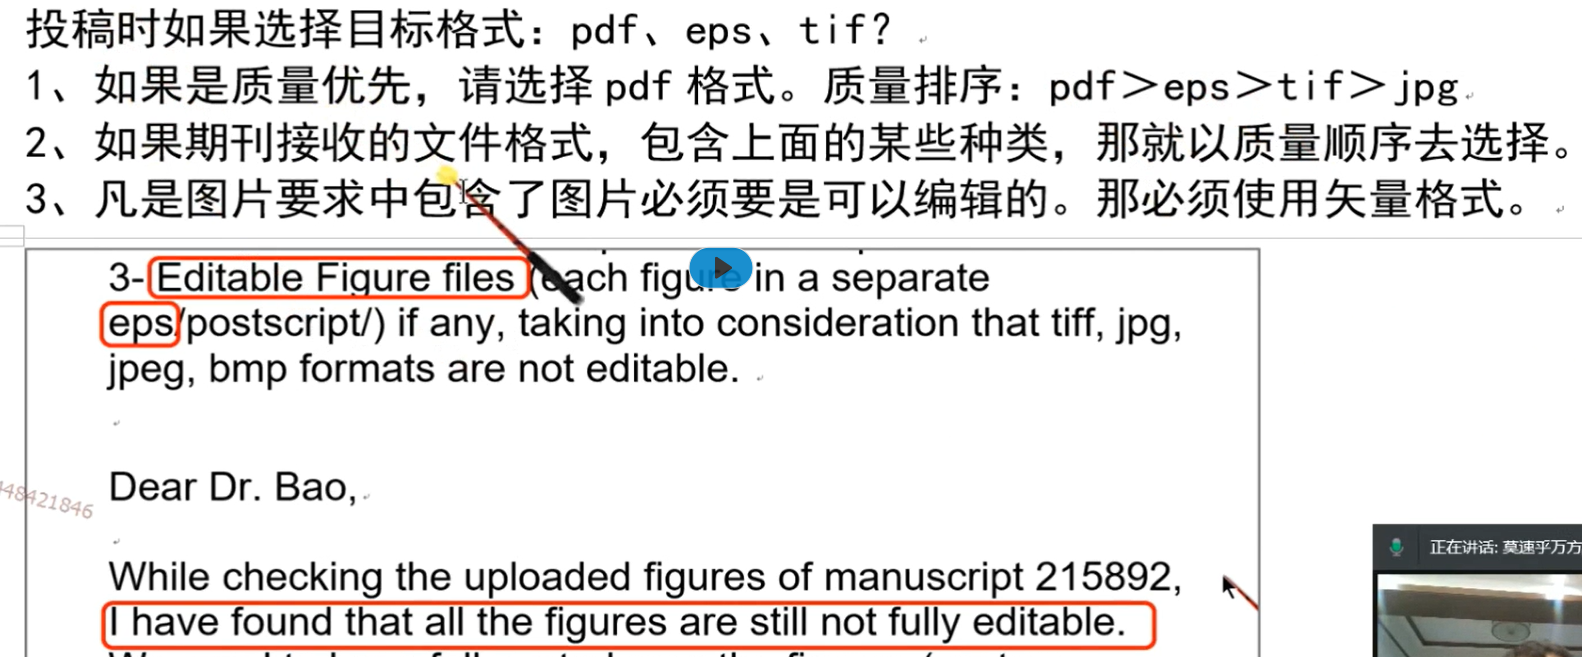 投稿时如果选择目标格式：pdf、eps、tif？
1、如果是质量优先，请选择 pdf 格式。质量排序：pdf＞eps＞tif＞jpg
2、如果期刊接收的文件格式，包含上面的某些种类，那就以质量顺序去选择。
3、凡是图片要求中包含了图片必须要是可以编辑的。那必须使用矢量格式。
3-Editable Figure files (each figure in a separate
eps/postscript/) if any, taking into consideration that tiff, jpg,
jpeg, bmp formats are not editable.
Dear Dr. Bao,
48421846
While checking the uploaded figures of manuscript 215892,
I have found that all the figures are still not fully editable.
正在讲话: 莫速乎万方